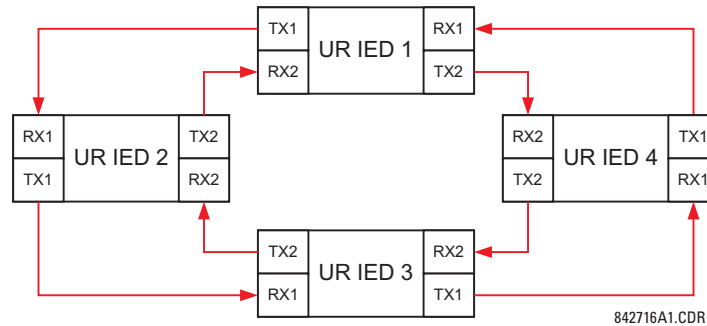 TX1 UR IED 1 RX1
RX2 TX2
RX1 UR IED 2 TX2
TX1 RX2
RX2 UR IED 4 TX1
TX2 RX1
TX2 UR IED 3 RX2
RX1 TX1
842716A1.CDR